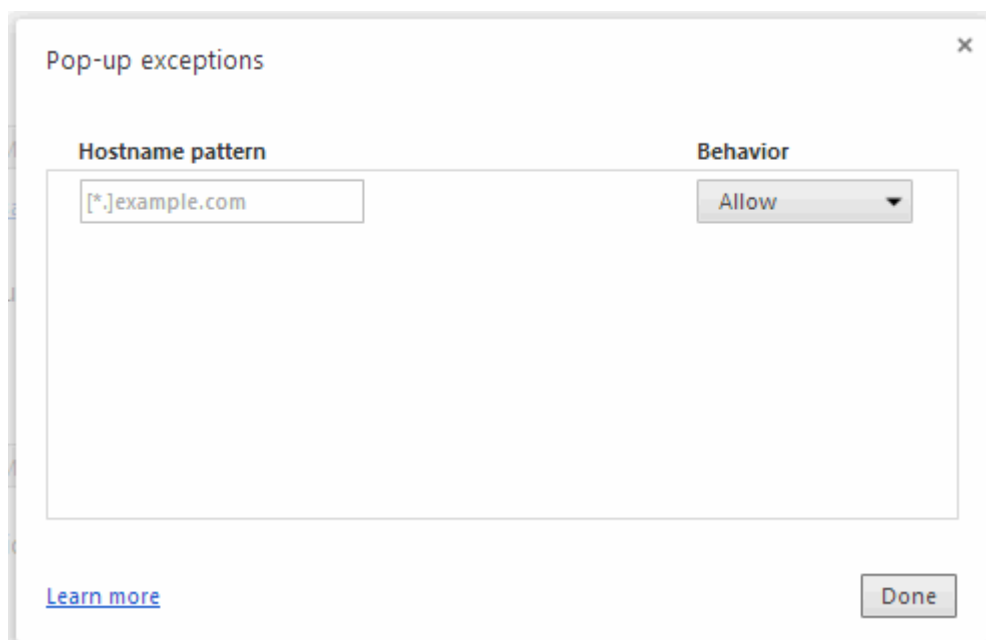 Pop-up exceptions
×
Hostname pattern Behavior
[*.]example.com Allow
Learn more Done